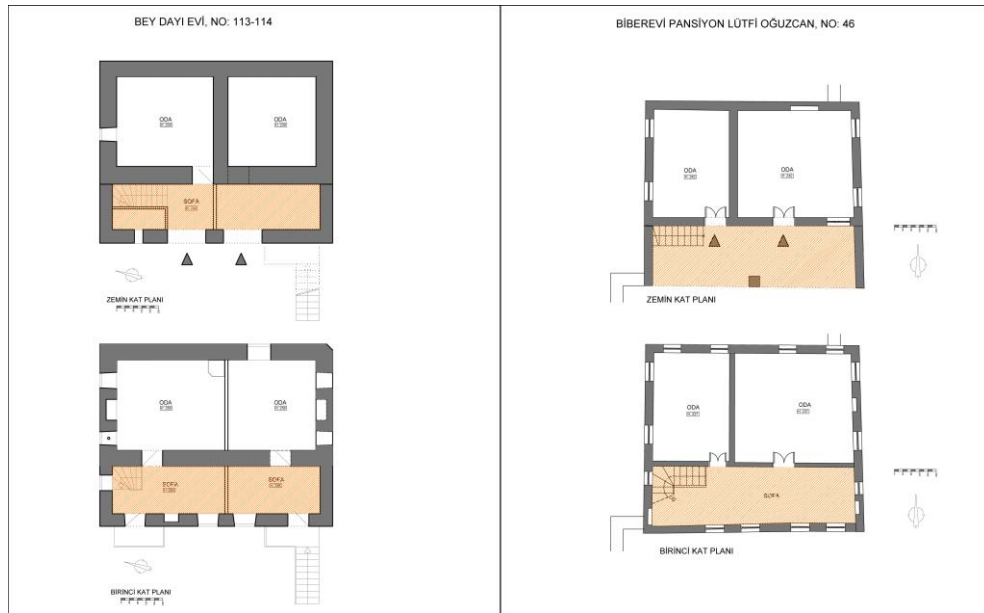 BEY DAYI EVİ, NO: 113-114
ODA
ODA
SOFA
ZEMİN KAT PLANI
ODA
ODA
SOFA
SOFA
BİRİNCİ KAT PLANI
BİBEREVİ PANSİYON LÜTFİ OĞUZCAN, NO: 46
ODA
ODA
ZEMİN KAT PLANI
ODA
ODA
SOFA
BİRİNCİ KAT PLANI